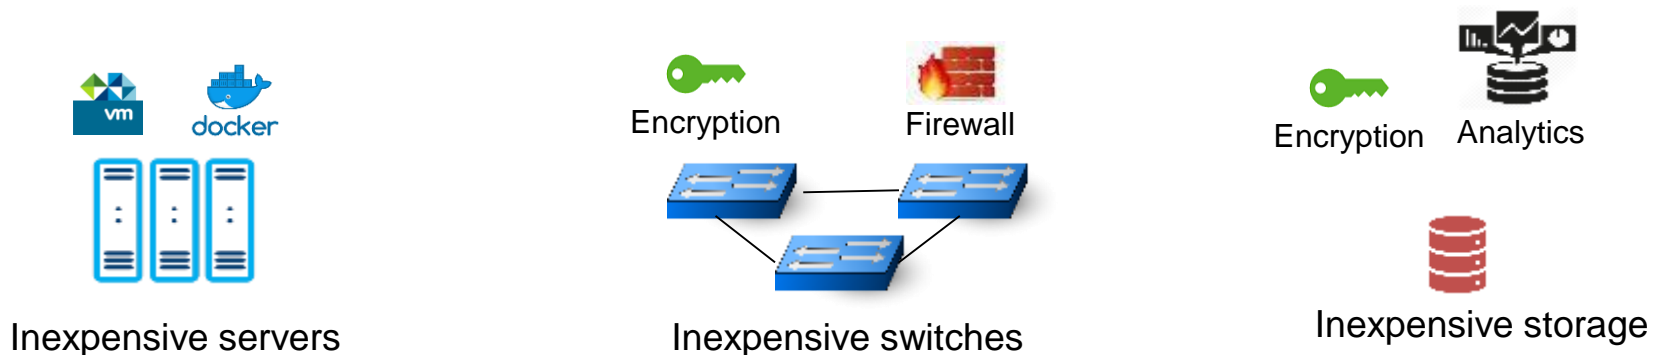 vm
docker
Inexpensive servers
Encryption
Firewall
Inexpensive switches
Encryption
Analytics
Inexpensive storage